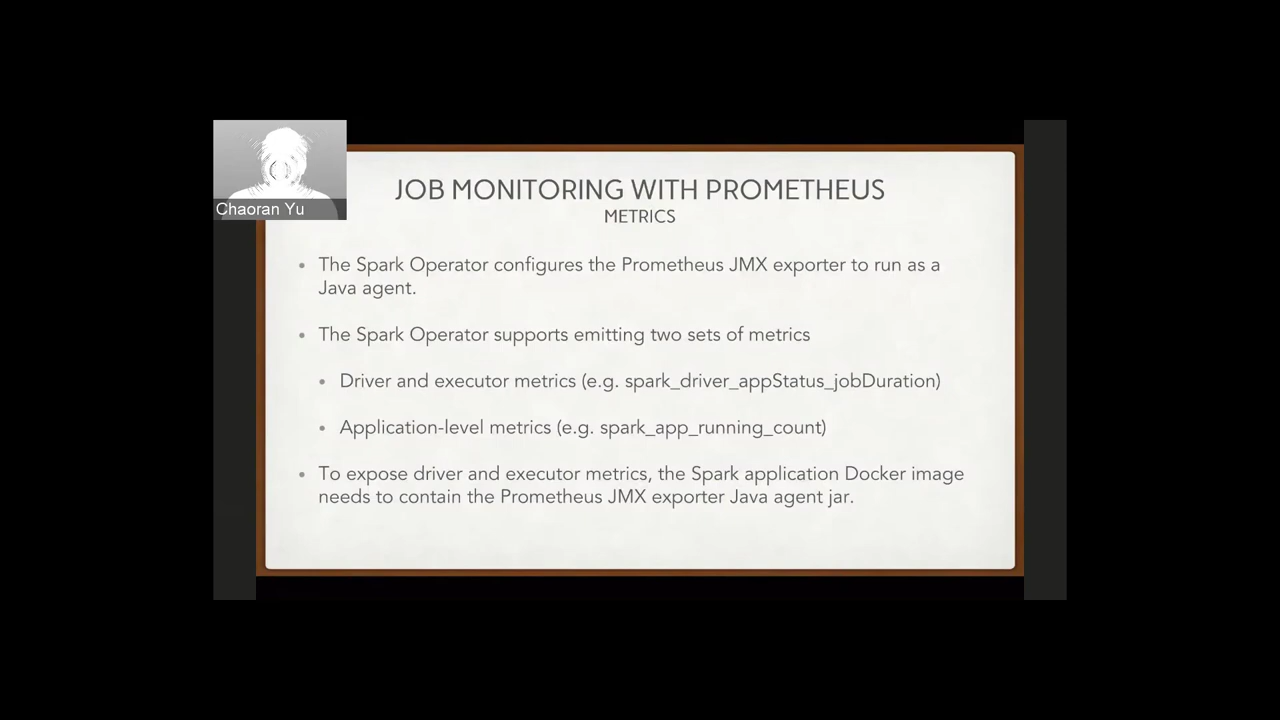 Chaoran Yu
JOB MONITORING WITH PROMETHEUS
METRICS
• The Spark Operator configures the Prometheus JMX exporter to run as a
Java agent.
• The Spark Operator supports emitting two sets of metrics
• Driver and executor metrics (e.g. spark_driver_appStatus_jobDuration)
• Application-level metrics (e.g. spark_app_running_count)
• To expose driver and executor metrics, the Spark application Docker image
needs to contain the Prometheus JMX exporter Java agent jar.